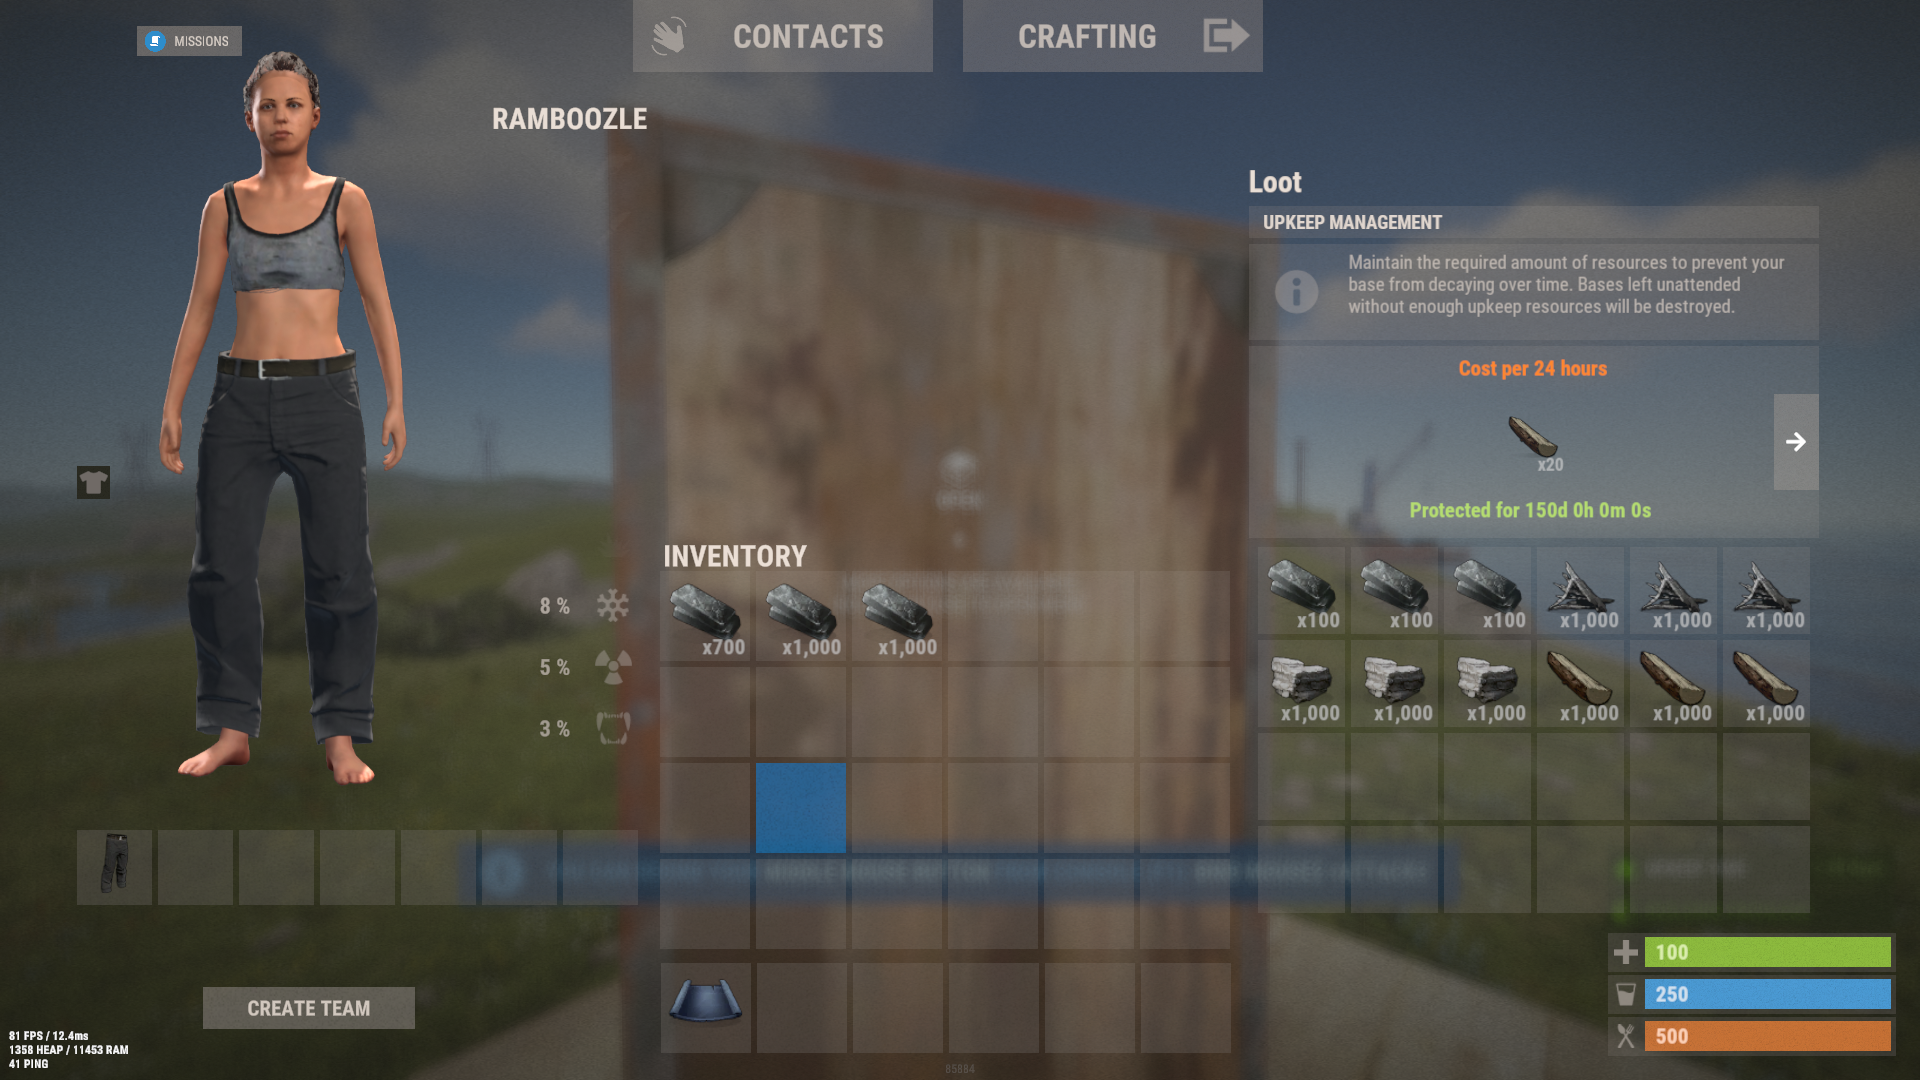 MISSIONS
CONTACTS
CRAFTING
RAMBOOZLE
Loot
UPKEEP MANAGEMENT
Maintain the required amount of resources to prevent your
base from decaying over time. Bases left unattended
without enough upkeep resources will be destroyed.
Cost per 24 hours
x20
Protected for 150d 0h 0m 0s
INVENTORY
8 %
5 %
3 %
x700
x1,000
x1,000
x100
x100
x100
x1,000
x1,000
x1,000
x1,000
x1,000
x1,000
x1,000
x1,000
x1,000
MIDDLE MOUSE BUTTON
CREATE TEAM
100
250
500
81 FPS / 12.4ms
1358 HEAP / 11453 RAM
41 PING
85884